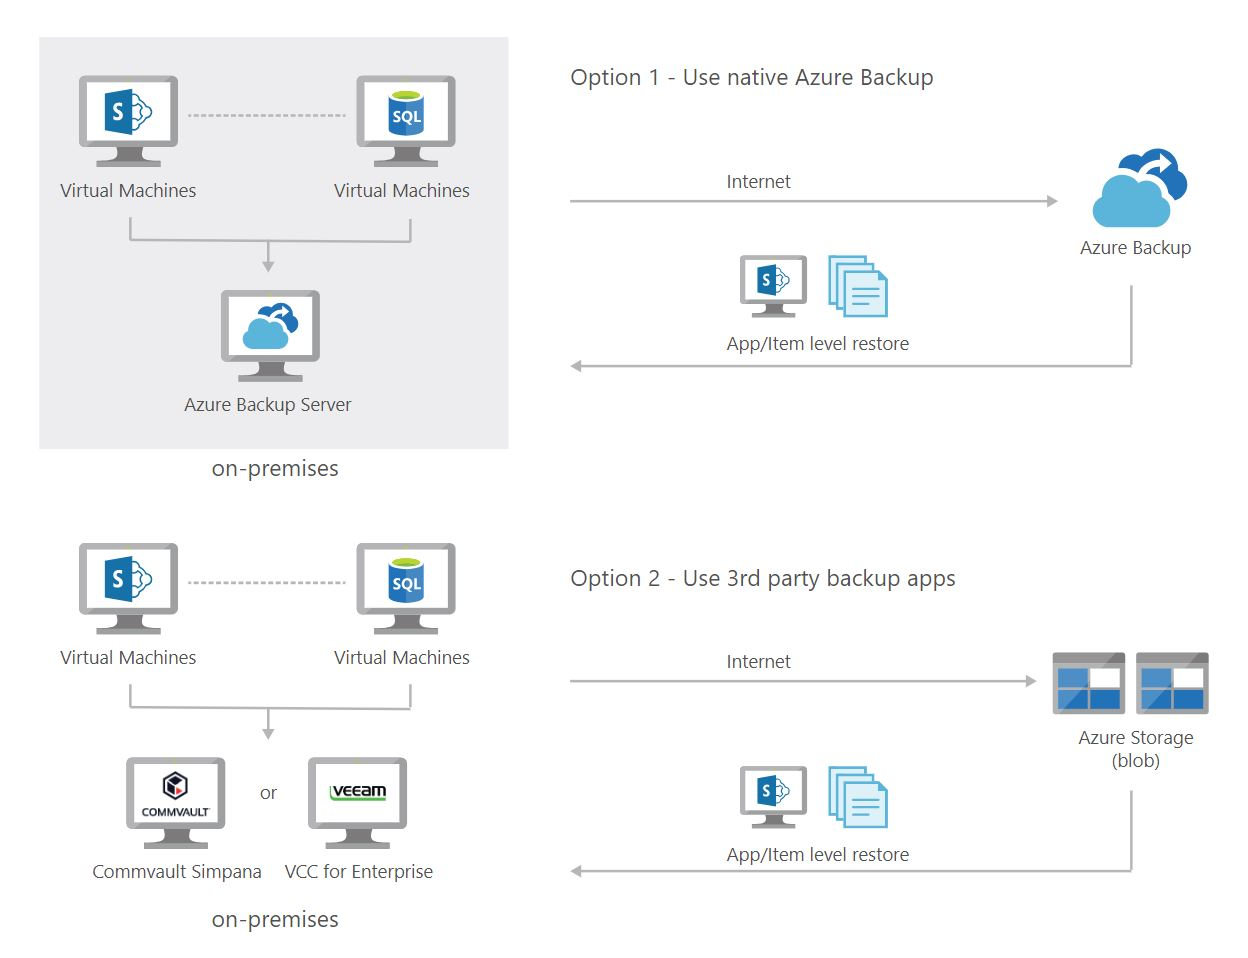 Option 1 - Use native Azure Backup
S
SQL
Virtual Machines
Virtual Machines
Internet
Azure Backup
S
App/Item level restore
Azure Backup Server
on-premises
Option 2 - Use 3rd party backup apps
S
SQL
Virtual Machines
Virtual Machines
Internet
Azure Storage
(blob)
COMMVAULT
or
veeam
S
App/Item level restore
Commvault Simpana
VCC for Enterprise
on-premises